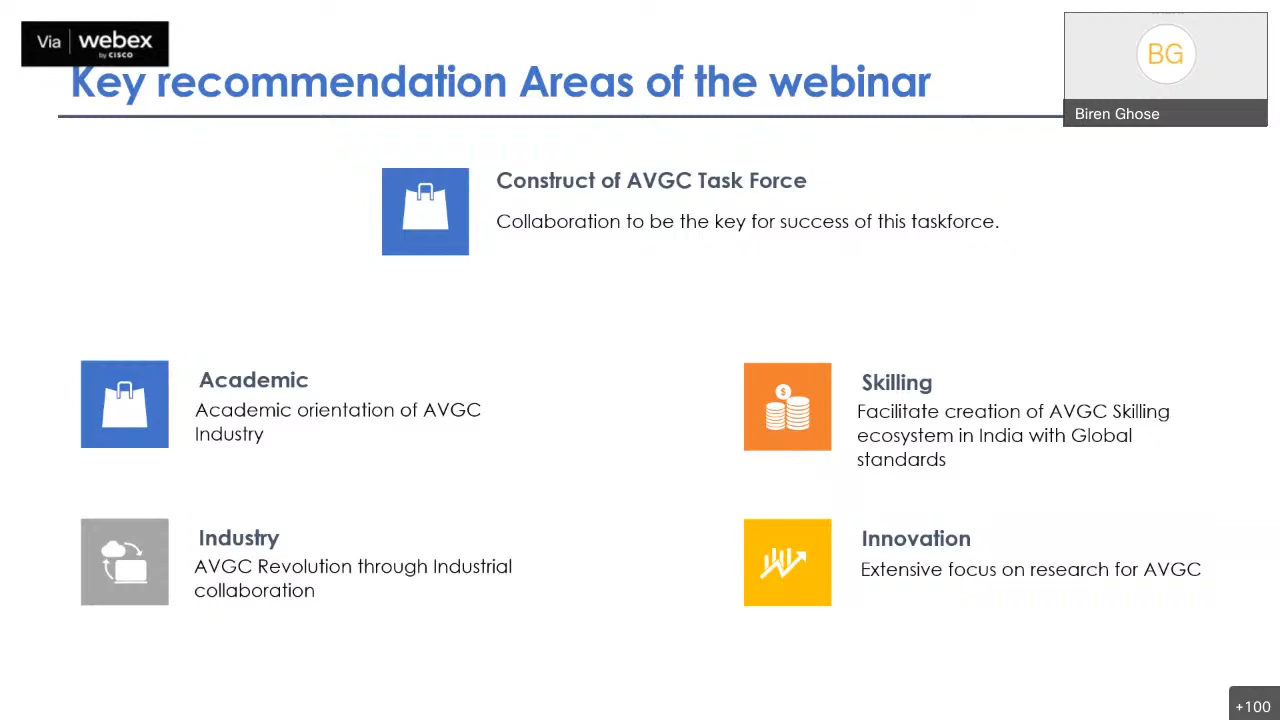 Via webex
by CISCO
Key recommendation Areas of the webinar
BG
Biren Ghose
Construct of AVGC Task Force
Collaboration to be the key for success of this taskforce.
Academic
Academic orientation of AVGC
Industry
$
Skilling
Facilitate creation of AVGC Skilling
ecosystem in India with Global
standards
Industry
AVGC Revolution through Industrial
collaboration
Innovation
Extensive focus on research for AVGC
+100